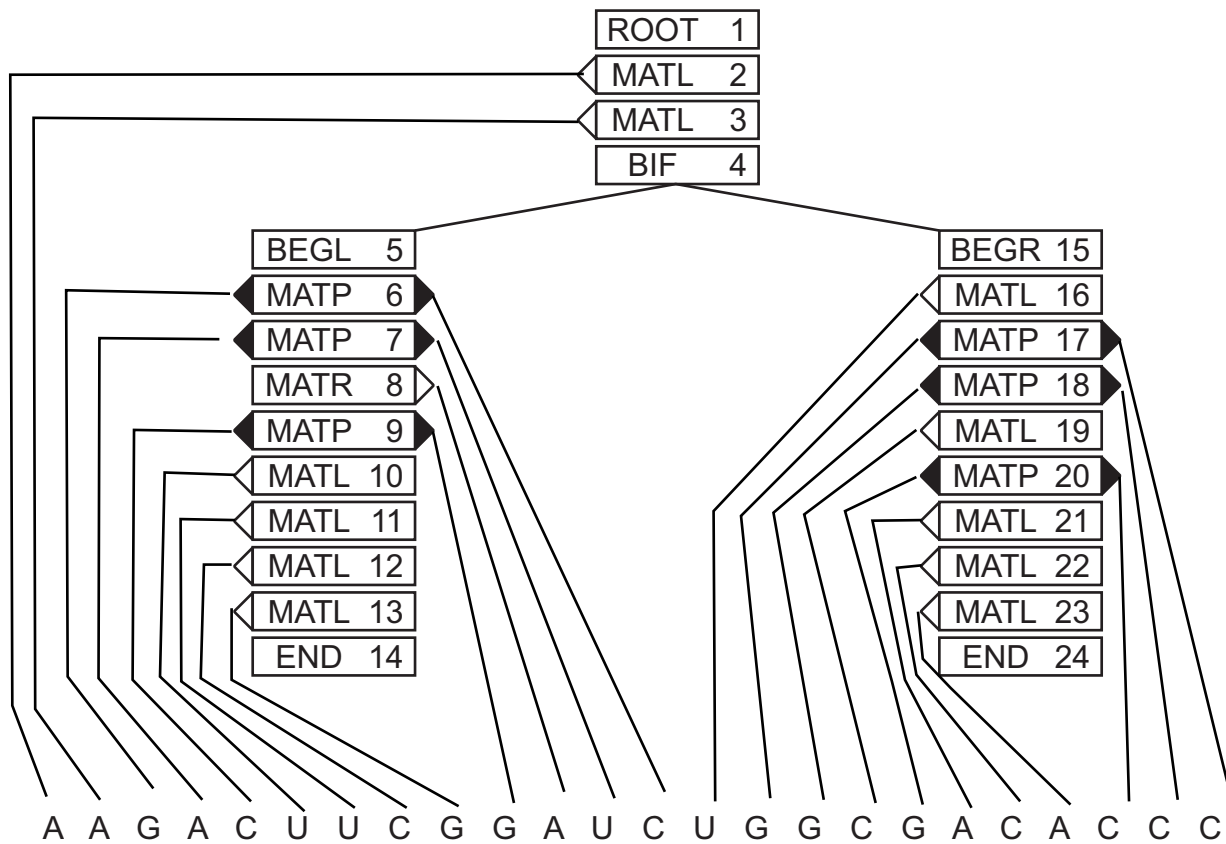 ROOT 1
MATL 2
MATL 3
BIF 4
BEGL 5
MATP 6
MATP 7
MATR 8
MATP 9
MATL 10
MATL 11
MATL 12
MATL 13
END 14
BEGR 15
MATL 16
MATP 17
MATP 18
MATL 19
MATP 20
MATL 21
MATL 22
MATL 23
END 24
A A G A C U U C G G A U C U G G C G A C A C C C